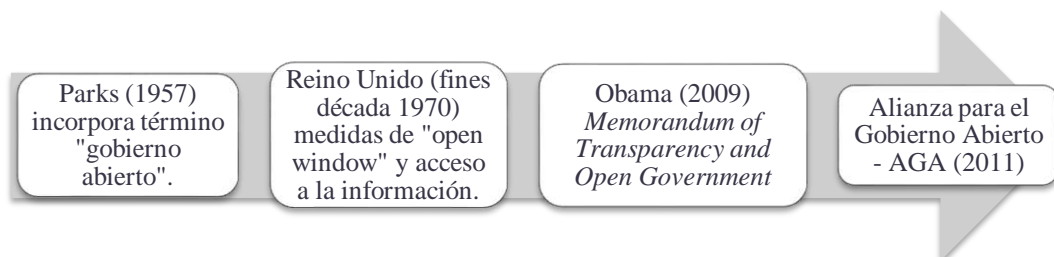 Parks (1957)
incorpora término
"gobierno
abierto".
Reino Unido (fines
década 1970)
medidas de "open
window" y acceso
a la información.
Obama (2009)
Memorandum of
Transparency and
Open Government
Alianza para el
Gobierno Abierto
- AGA (2011)